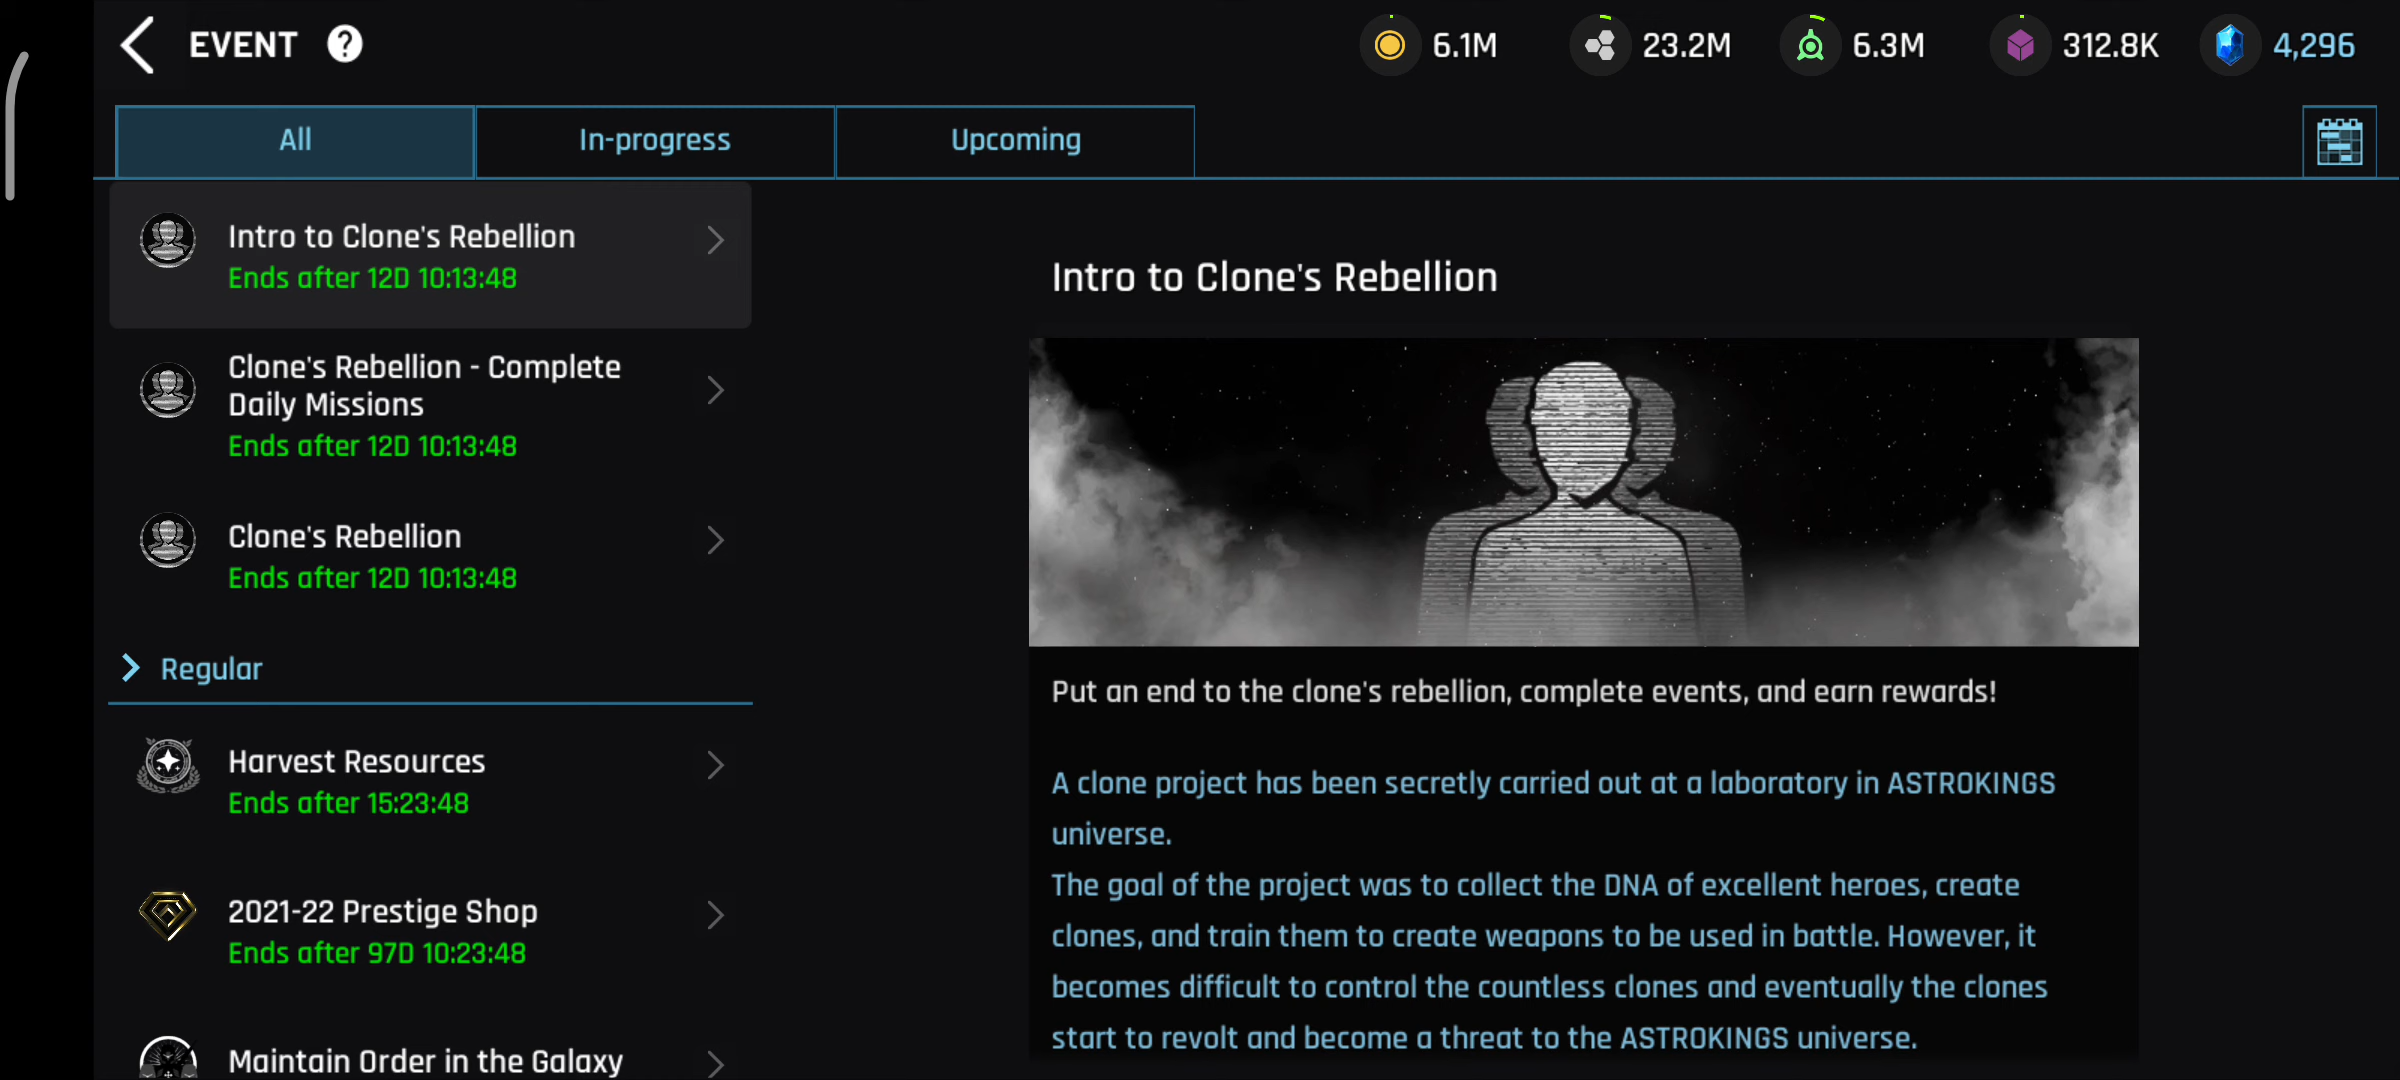 EVENT ?
6.1M
23.2M
6.3M
312.8K
4,296
All
In-progress
Upcoming
Intro to Clone's Rebellion
Ends after 12D 10:13:48
Clone's Rebellion - Complete
Daily Missions
Ends after 12D 10:13:48
Clone's Rebellion
Ends after 12D 10:13:48
Regular
Harvest Resources
Ends after 15:23:48
2021-22 Prestige Shop
Ends after 97D 10:23:48
Maintain Order in the Galaxy
Intro to Clone's Rebellion
Put an end to the clone's rebellion, complete events, and earn rewards!
A clone project has been secretly carried out at a laboratory in ASTROKINGS
universe.
The goal of the project was to collect the DNA of excellent heroes, create
clones, and train them to create weapons to be used in battle. However, it
becomes difficult to control the countless clones and eventually the clones
start to revolt and become a threat to the ASTROKINGS universe.